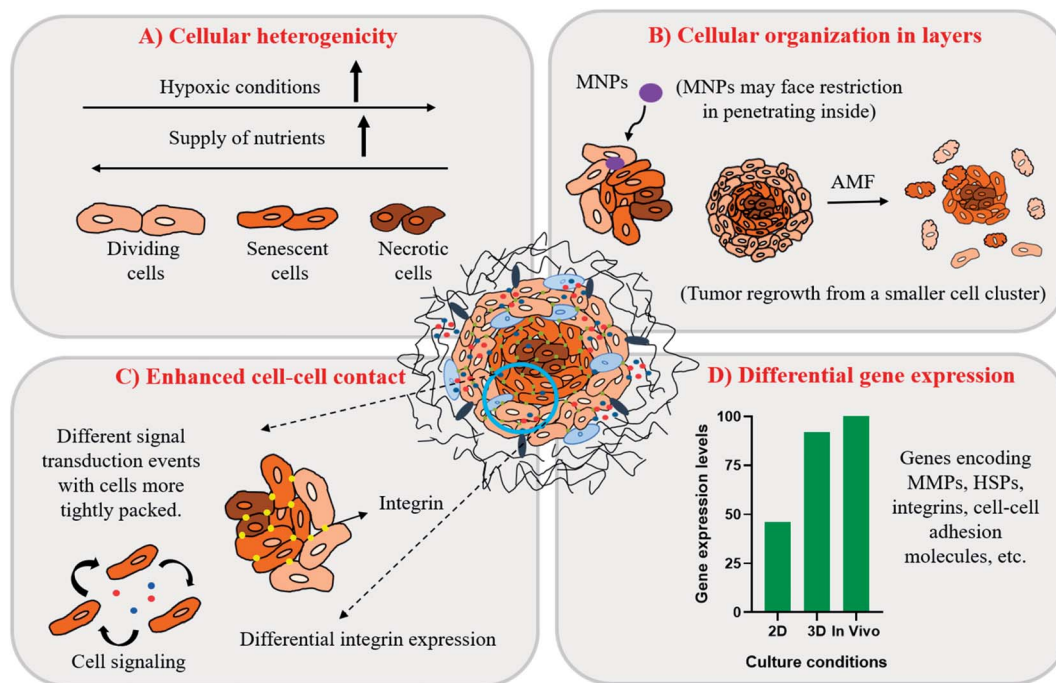 A) Cellular heterogenicity
Hypoxic conditions
Supply of nutrients
Dividing
cells
Senescent
cells
Necrotic
cells
B) Cellular organization in layers
MNPs
(MNPs may face restriction
in penetrating inside)
AMF
(Tumor regrowth from a smaller cell cluster)
C) Enhanced cell-cell contact
Different signal
transduction events
with cells more
tightly packed.
Integrin
Cell signaling
Differential integrin expression
D) Differential gene expression
Gene expression levels
100
75
50
25
0
2D 3D In Vivo
Culture conditions
Genes encoding
MMPs, HSPs,
integrins, cell-cell
adhesion
molecules, etc.